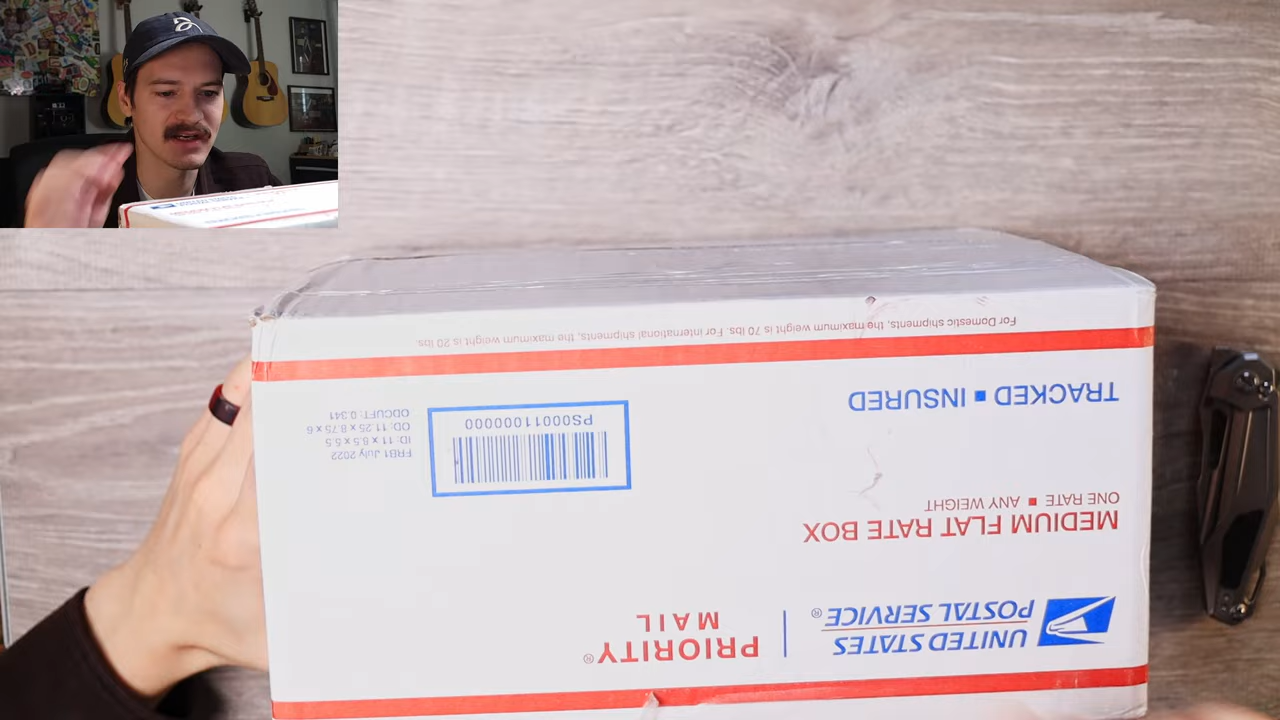 UNITED STATES
POSTAL SERVICE®
PRIORITY®
MAIL
MEDIUM FLAT RATE BOX
ONE RATE ■ ANY WEIGHT
TRACKED ■ INSURED
PS00011000000
FRB1 July 2022
ID: 11 x 8.5 x 5.5
OD: 11.25 x 8.75 x 6
ODCUFT: 0.341
For Domestic shipments, the maximum weight is 70 lbs. For international shipments, the maximum weight is 20 lbs.